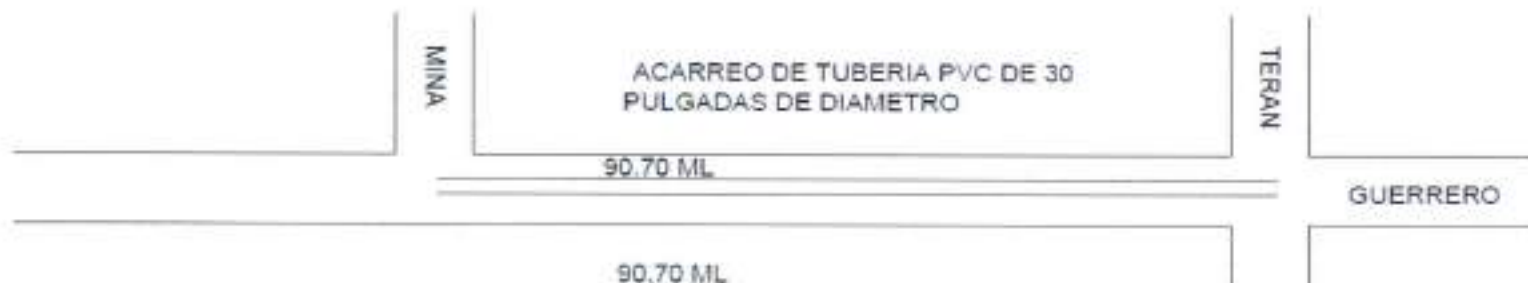 MINA
ACARREO DE TUBERIA PVC DE 30
PULGADAS DE DIAMETRO
TERAN
90.70 ML
GUERRERO
90.70 ML